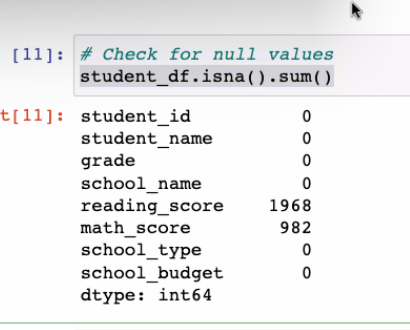 [11]: # Check for null values
student_df.isna().sum()
t[11]: student_id 0
student_name 0
grade 0
school_name 0
reading_score 1968
math_score 982
school_type 0
school_budget 0
dtype: int64